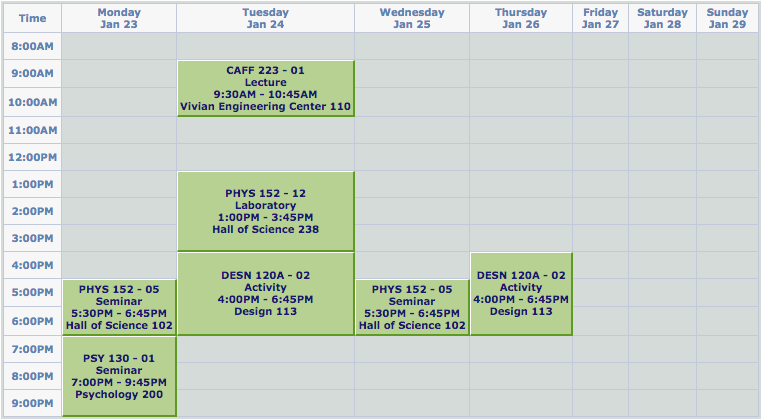 Time
Monday
Jan 23
Tuesday
Jan 24
Wednesday
Jan 25
Thursday
Jan 26
Friday
Jan 27
Saturday
Jan 28
Sunday
Jan 29
8:00AM
9:00AM
CAFF 223 - 01
Lecture
9:30AM - 10:45AM
Vivian Engineering Center 110
10:00AM
11:00AM
12:00PM
1:00PM
PHYS 152 - 12
Laboratory
1:00PM - 3:45PM
Hall of Science 238
2:00PM
3:00PM
4:00PM
DESN 120A - 02
Activity
4:00PM - 6:45PM
Design 113
DESN 120A - 02
Activity
4:00PM - 6:45PM
Design 113
5:00PM
PHYS 152 - 05
Seminar
5:30PM - 6:45PM
Hall of Science 102
PHYS 152 - 05
Seminar
5:30PM - 6:45PM
Hall of Science 102
6:00PM
7:00PM
PSY 130 - 01
Seminar
7:00PM - 9:45PM
Psychology 200
8:00PM
9:00PM